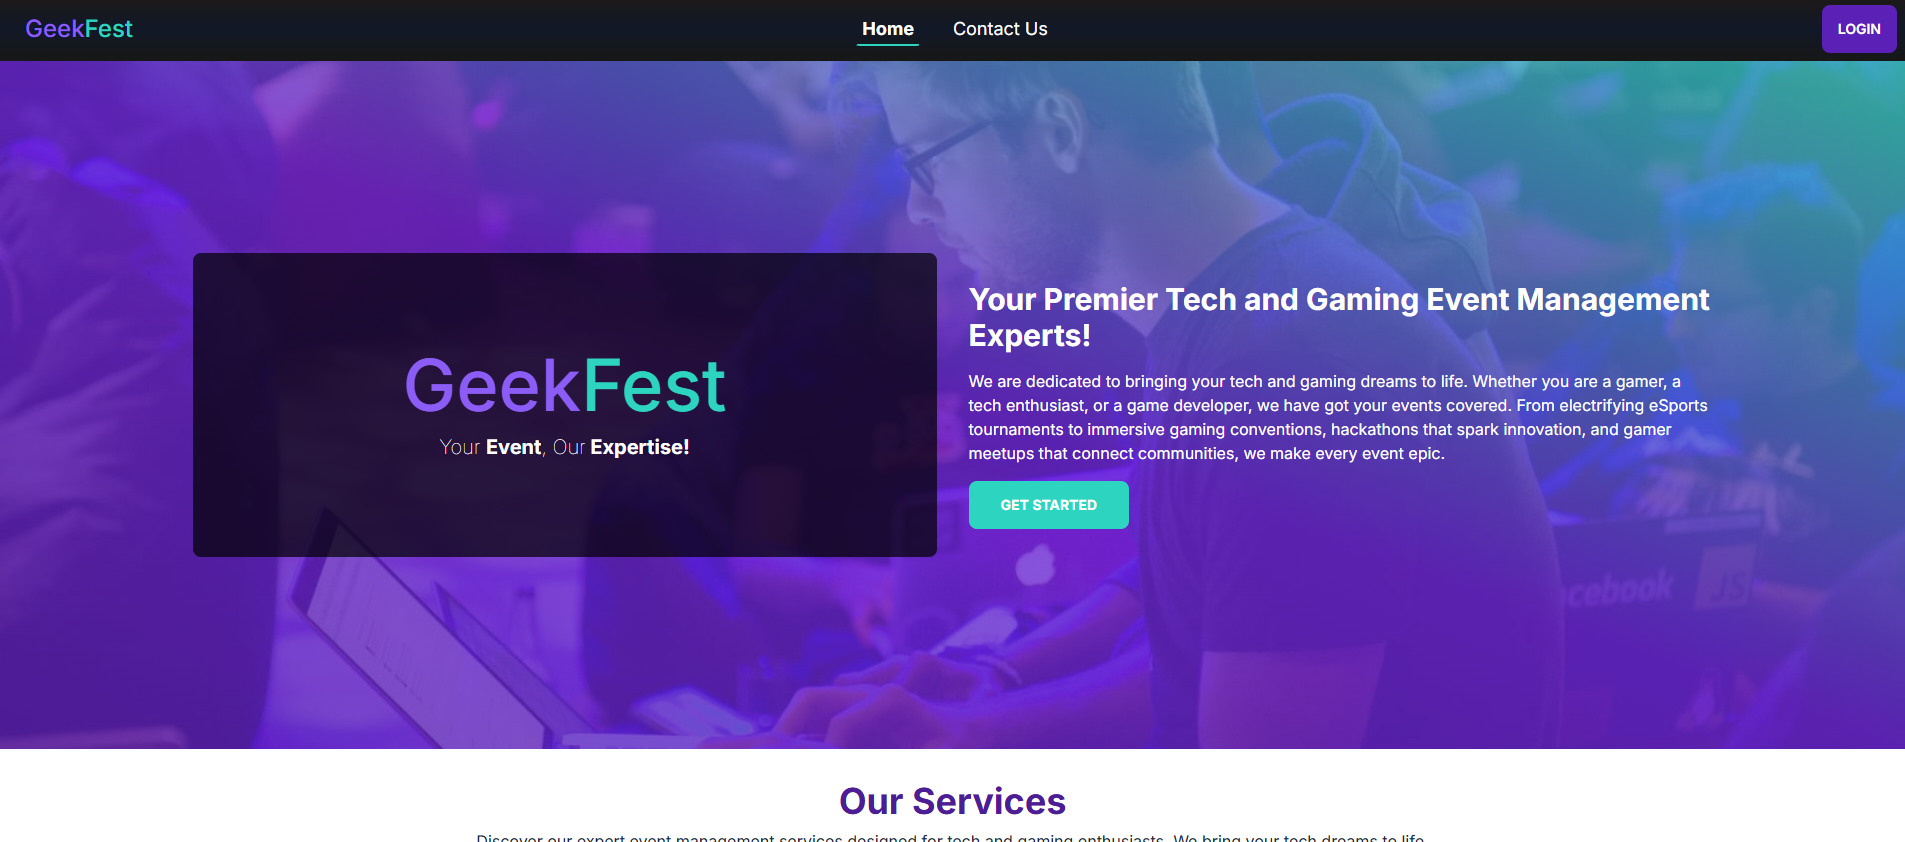 GeekFest
Home
Contact Us
LOGIN
GeekFest
Your Event, Our Expertise!
Your Premier Tech and Gaming Event Management
Experts!
We are dedicated to bringing your tech and gaming dreams to life. Whether you are a gamer, a
tech enthusiast, or a game developer, we have got your events covered. From electrifying eSports
tournaments to immersive gaming conventions, hackathons that spark innovation, and gamer
meetups that connect communities, we make every event epic.
GET STARTED
cebook
JS
Our Services
Discover our expert event management services designed for tech and gaming enthusiasts. We bring your tech dreams to life